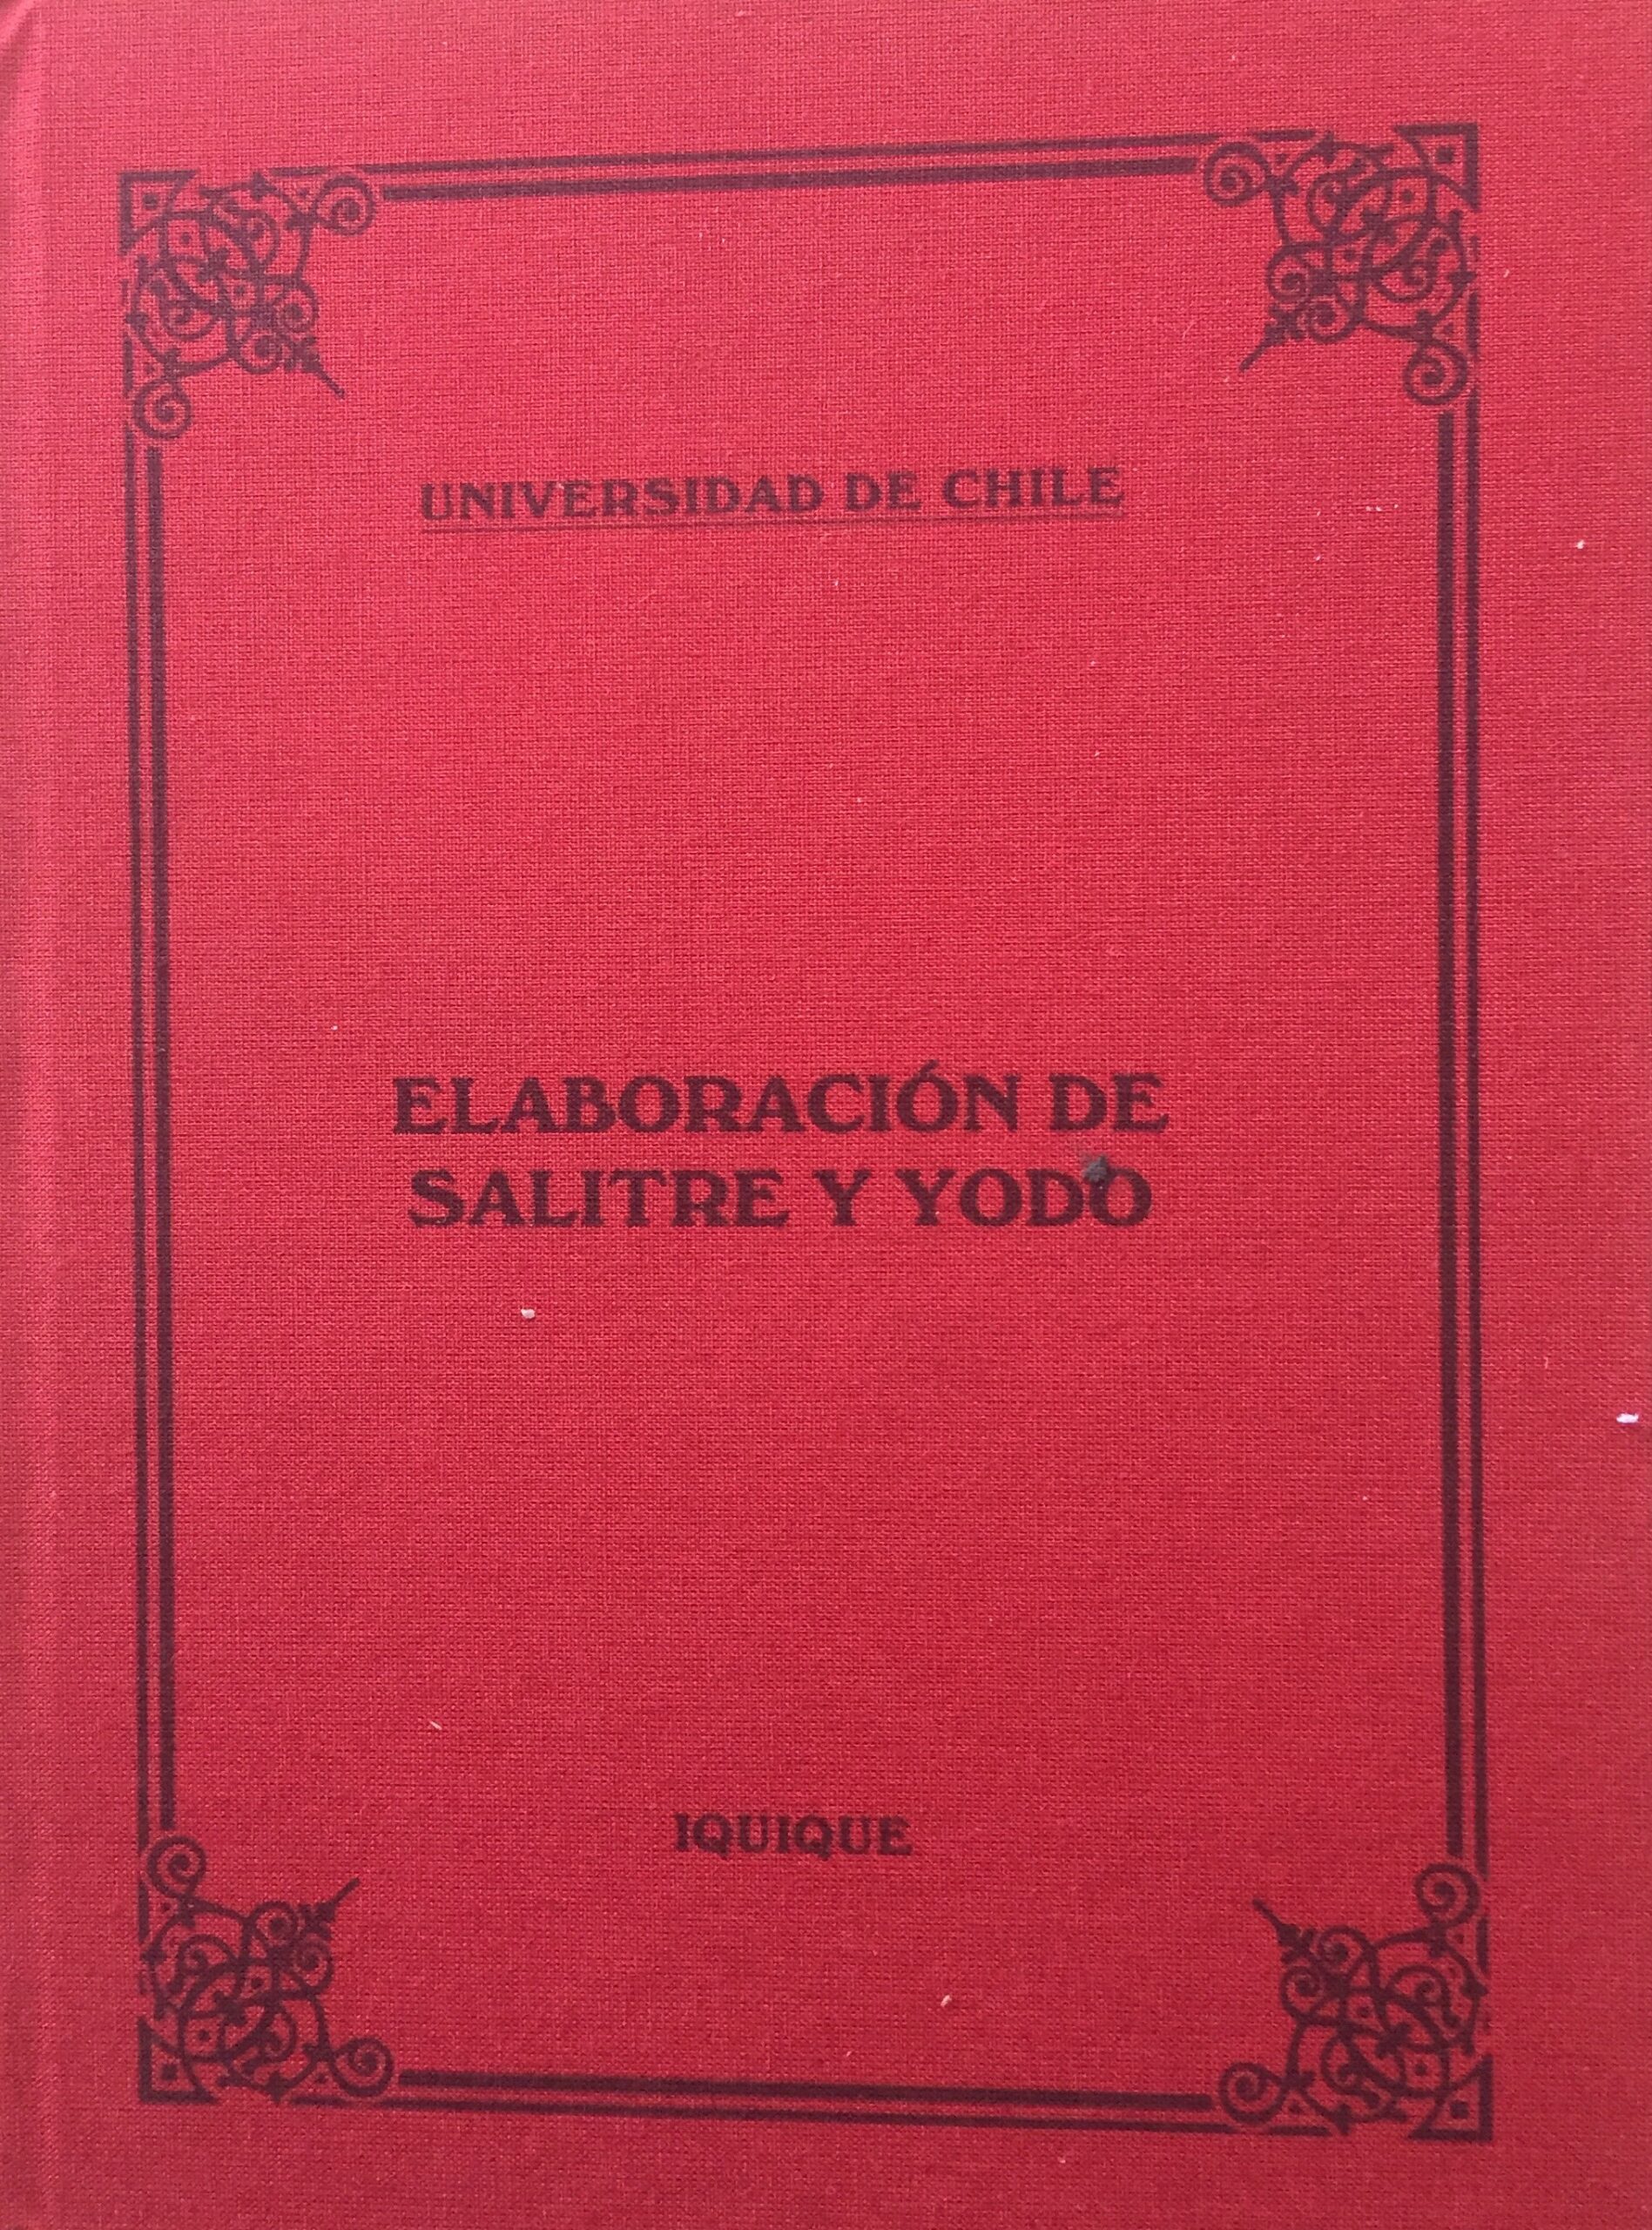 UNIVERSIDAD DE CHILE
ELABORACIÓN DE
SALITRE Y YODO
IQUIQUE